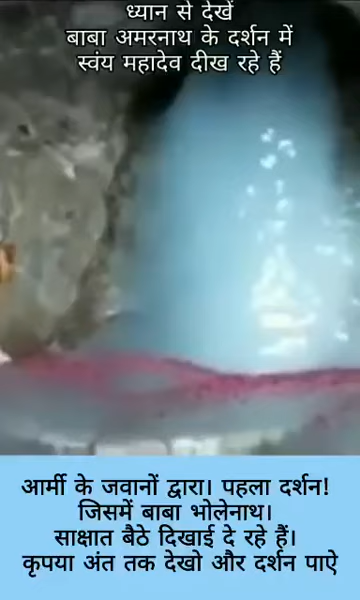 ध्यान से देखें
बाबा अमरनाथ के दर्शन में
स्वंय महादेव दीख रहे हैं
आर्मी के जवानों द्वारा। पहला दर्शन!
जिसमें बाबा भोलेनाथ।
साक्षात बैठे दिखाई दे रहे हैं।
कृपया अंत तक देखो और दर्शन पाऐ